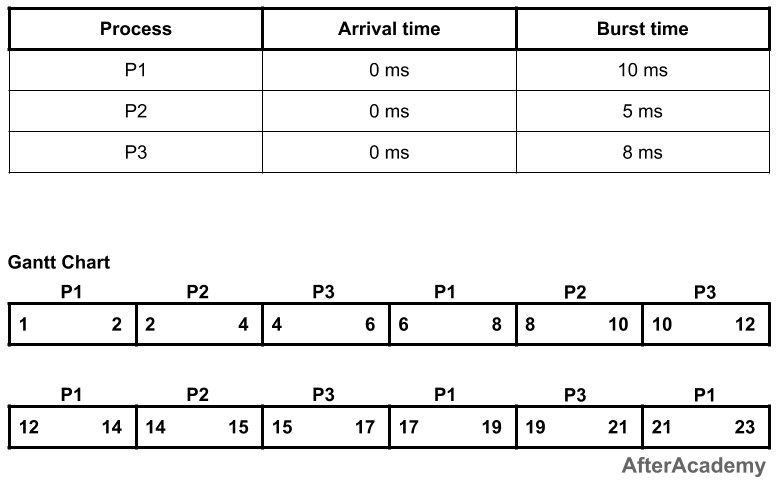 Process Arrival time Burst time
P1 0 ms 10 ms
P2 0 ms 5 ms
P3 0 ms 8 ms
Gantt Chart
P1 P2 P3 P1 P2 P3
1 2 2 4 4 6 6 8 8 10 10 12
P1 P2 P3 P1 P3 P1
12 14 14 15 15 17 17 19 19 21 21 23
AfterAcademy